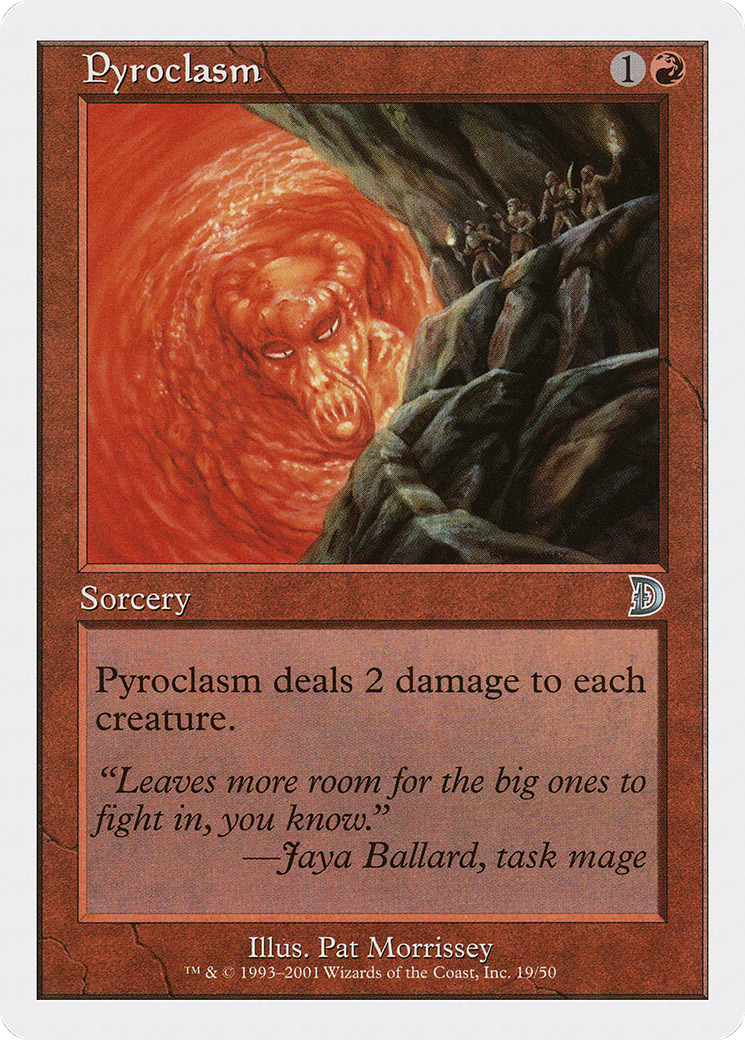 Pyroclasm 1
Sorcery
Pyroclasm deals 2 damage to each
creature.
“Leaves more room for the big ones to
fight in, you know.”
—Jaya Ballard, task mage
Illus. Pat Morrissey
™ & © 1993–2001 Wizards of the Coast, Inc. 19/50